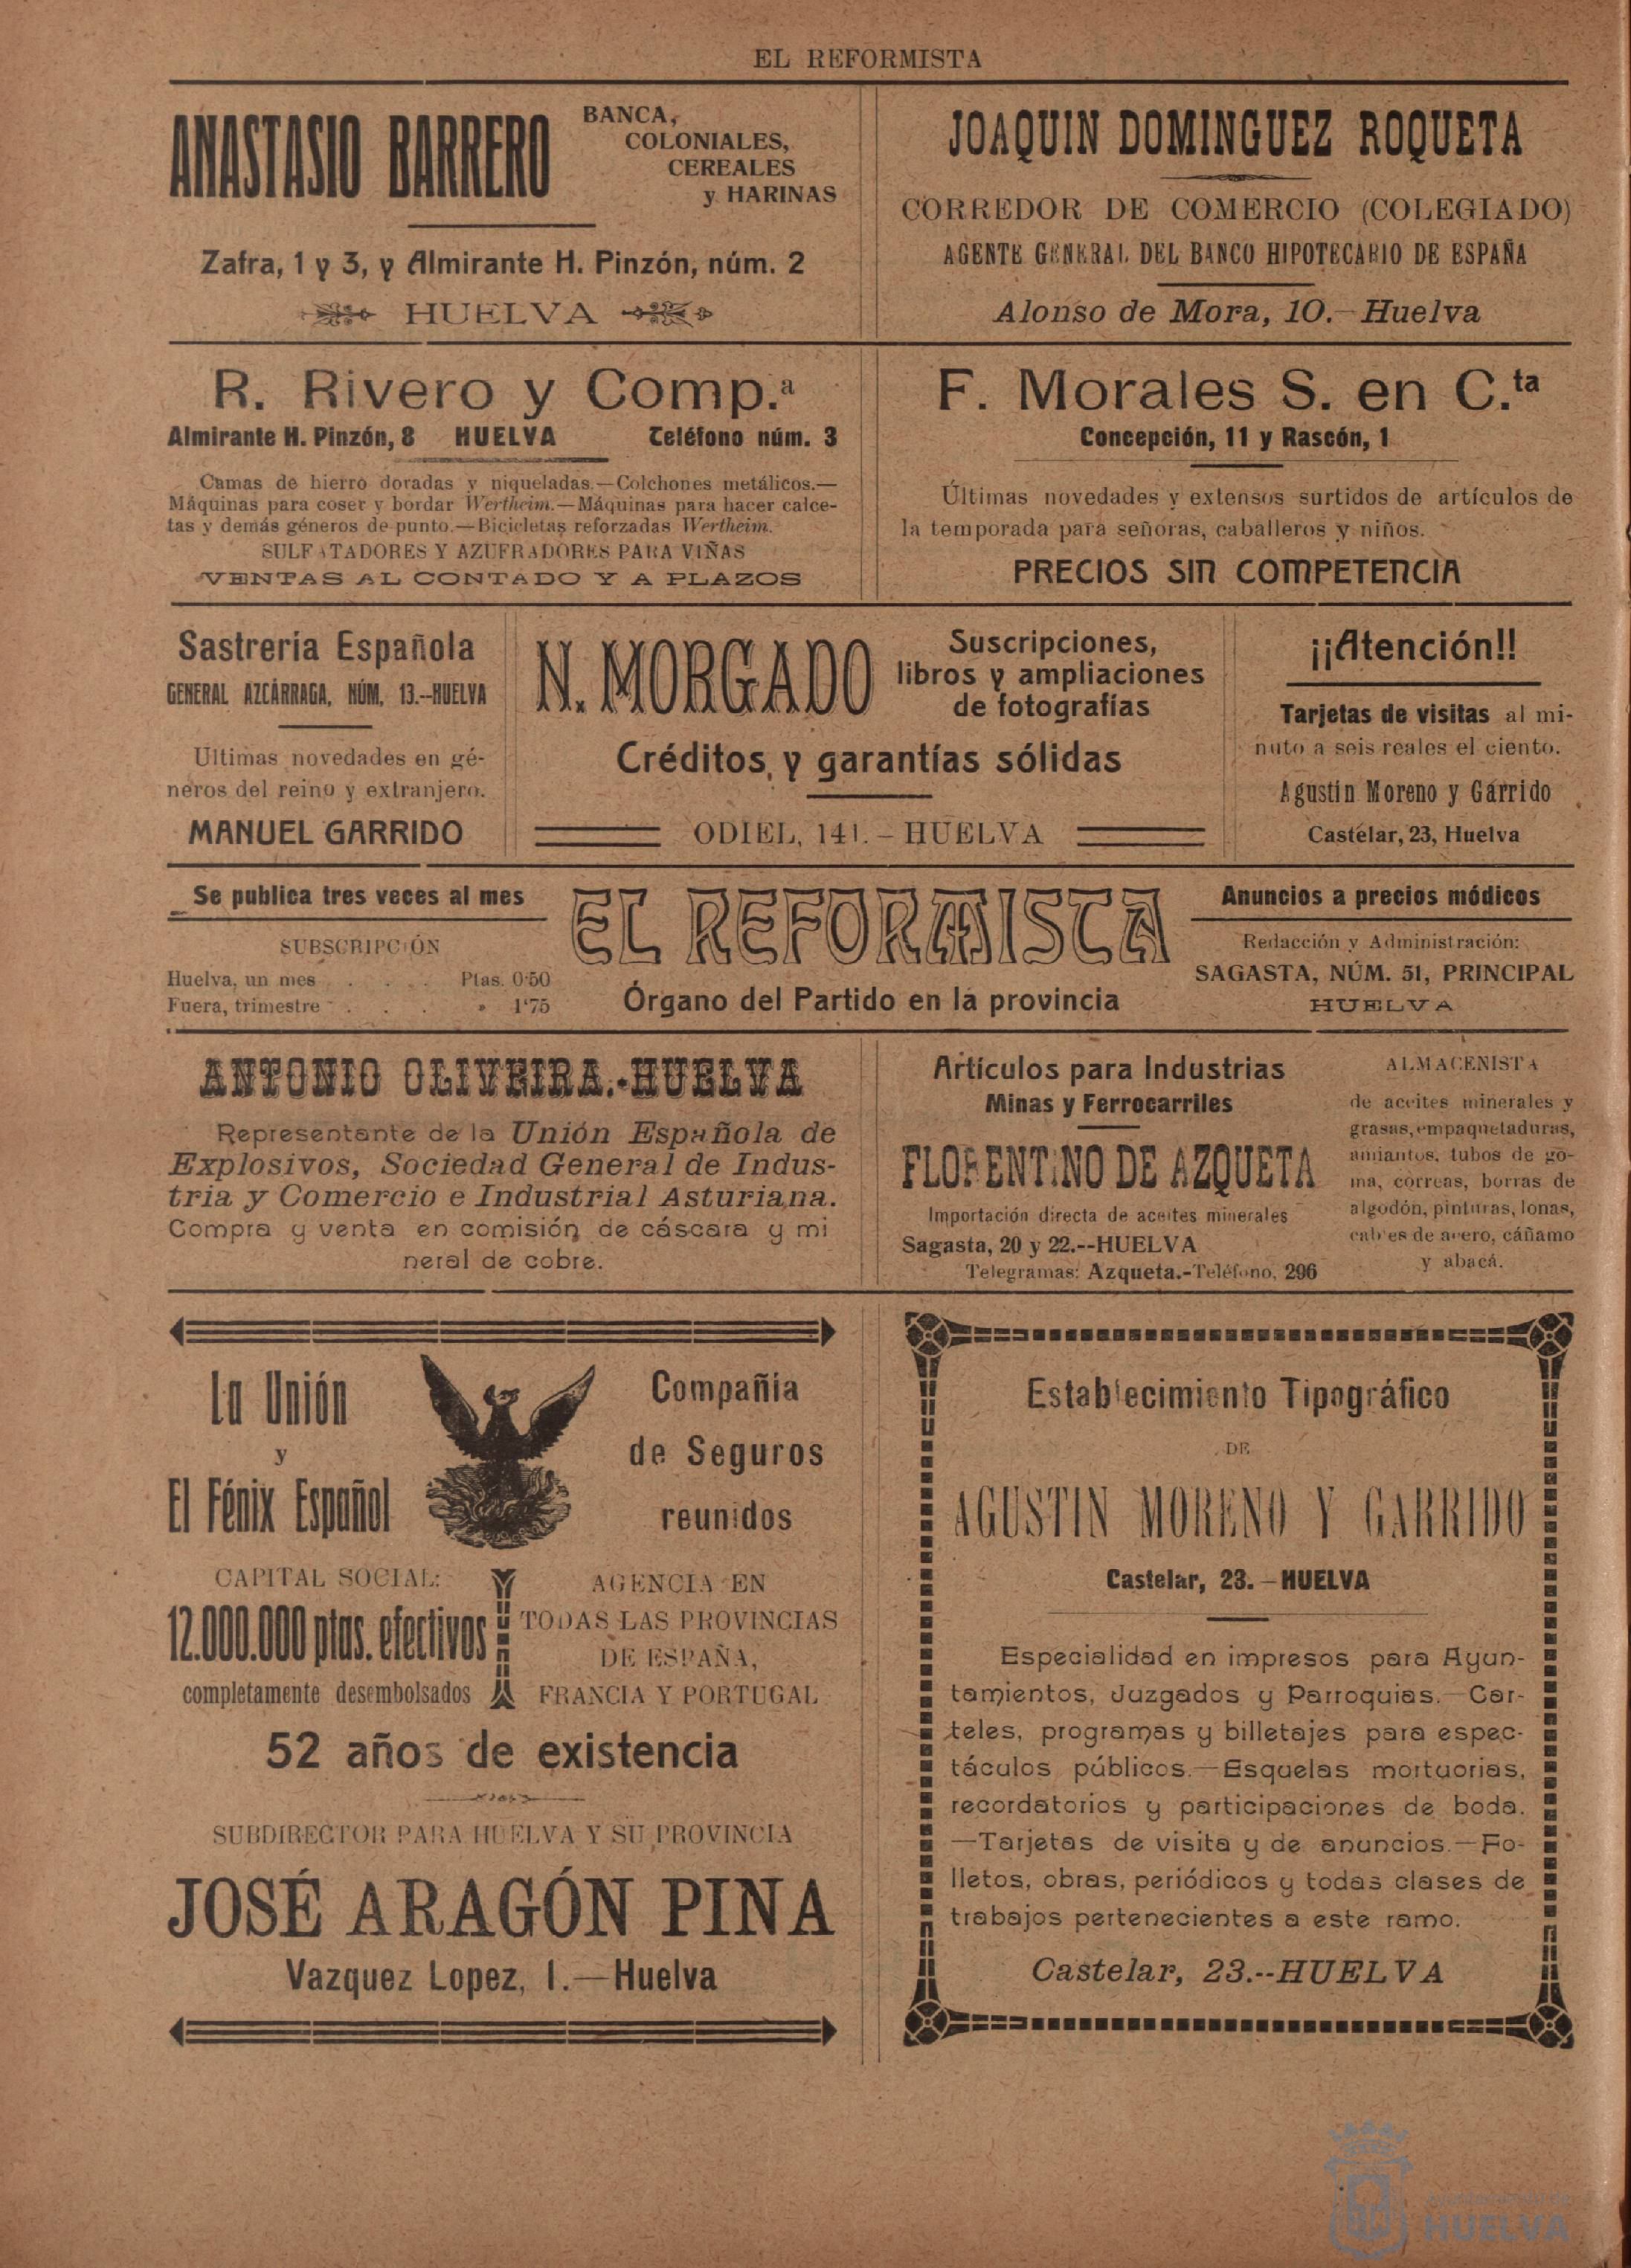 EL REFORMISTA
ANASTASIO BARRERO
BANCA,
COLONIALES,
CEREALES
y HARINAS
Zafra, 1 y 3, y Almirante H. Pinzón, núm. 2
HUELVA
JOAQUIN DOMINGUEZ ROQUETA
CORREDOR DE COMERCIO (COLEGIADO)
AGENTE GENERAL DEL BANCO HIPOTECARIO DE ESPAÑA
Alonso de Mora, 10.—Huelva
R. Rivero y Comp.ª
Almirante H. Pinzón, 8 HUELVA Teléfono núm. 3
Camas de hierro doradas y niqueladas.—Colchones metálicos.—
Máquinas para coser y bordar Wertheim.—Máquinas para hacer calce-
tas y demás géneros de punto.—Bicicletas reforzadas Wertheim.
SULFATADORES Y AZUFRADORES PARA VIÑAS
VENTAS AL CONTADO Y A PLAZOS
F. Morales S. en C.ta
Concepción, 11 y Rascón, 1
Últimas novedades y extensos surtidos de artículos de
la temporada para señoras, caballeros y niños.
PRECIOS SIN COMPETENCIA
Sastrería Española
GENERAL AZCÁRRAGA, NÚM. 13.--HUELVA
Ultimas novedades en gé-
neros del reino y extranjero.
MANUEL GARRIDO
N. MORGADO
Suscripciones,
libros y ampliaciones
de fotografías
Créditos y garantías sólidas
ODIEL, 141.—HUELVA
¡¡Atención!!
Tarjetas de visitas al mi-
nuto a seis reales el ciento.
Agustín Moreno y Garrido
Castelar, 23, Huelva
Se publica tres veces al mes
SUBSCRIPCIÓN
Huelva, un mes . . . . Ptas. 0'50
Fuera, trimestre . . . » 1'75
EL REFORMISTA
Órgano del Partido en la provincia
Anuncios a precios módicos
Redacción y Administración:
SAGASTA, NÚM. 51, PRINCIPAL
HUELVA
ANTONIO OLIVEIRA.-HUELVA
Representante de la Unión Española de
Explosivos, Sociedad General de Indus-
tria y Comercio e Industrial Asturiana.
Compra y venta en comisión de cáscara y mi
neral de cobre.
Artículos para Industrias
Minas y Ferrocarriles
FLORENTINO DE AZQUETA
Importación directa de aceites minerales
Sagasta, 20 y 22.--HUELVA
Telegramas: Azqueta.-Teléfono, 296
ALMACENISTA
de aceites minerales y
grasas, empaquetaduras,
amiantos, tubos de go-
ma, correas, borras de
algodón, pinturas, lonas,
cables de acero, cáñamo
y abacá.
La Unión
y
El Fénix Español
Compañía
de Seguros
reunidos
CAPITAL SOCIAL:
12.000.000 ptas. efectivos
completamente desembolsados
AGENCIA EN
TODAS LAS PROVINCIAS
DE ESPAÑA,
FRANCIA Y PORTUGAL
52 años de existencia
SUBDIRECTOR PARA HUELVA Y SU PROVINCIA
JOSÉ ARAGÓN PINA
Vazquez Lopez, 1.—Huelva
Establecimiento Tipográfico
DE
AGUSTIN MORENO Y GARRIDO
Castelar, 23.—HUELVA
Especialidad en impresos para Ayun-
tamientos, Juzgados y Parroquias.—Car-
teles, programas y billetajes para espec-
táculos públicos.—Esquelas mortuorias,
recordatorios y participaciones de boda.
—Tarjetas de visita y de anuncios.—Fo-
lletos, obras, periódicos y todas clases de
trabajos pertenecientes a este ramo.
Castelar, 23.--HUELVA
HUELVA